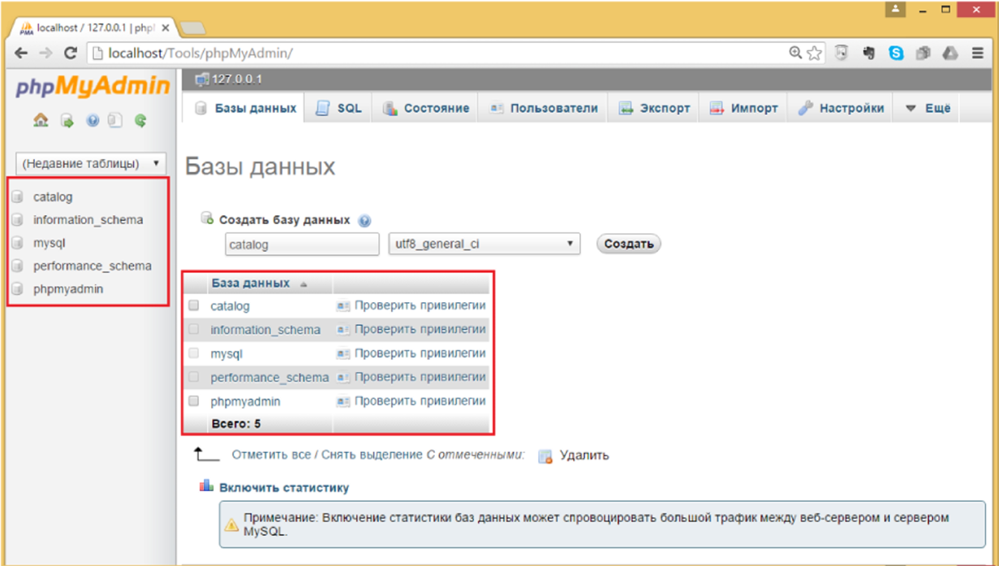 localhost / 127.0.0.1 | phpl
localhost/Tools/phpMyAdmin/
phpMyAdmin
(Недавние таблицы)
catalog
information_schema
mysql
performance_schema
phpmyadmin
127.0.0.1
Базы данных SQL Состояние Пользователи Экспорт Импорт Настройки Ещё
Базы данных
Создать базу данных
catalog utf8_general_ci Создать
База данных
catalog Проверить привилегии
information_schema Проверить привилегии
mysql Проверить привилегии
performance_schema Проверить привилегии
phpmyadmin Проверить привилегии
Всего: 5
Отметить все / Снять выделение С отмеченными: Удалить
Включить статистику
Примечание: Включение статистики баз данных может спровоцировать большой трафик между веб-сервером и сервером
MySQL.